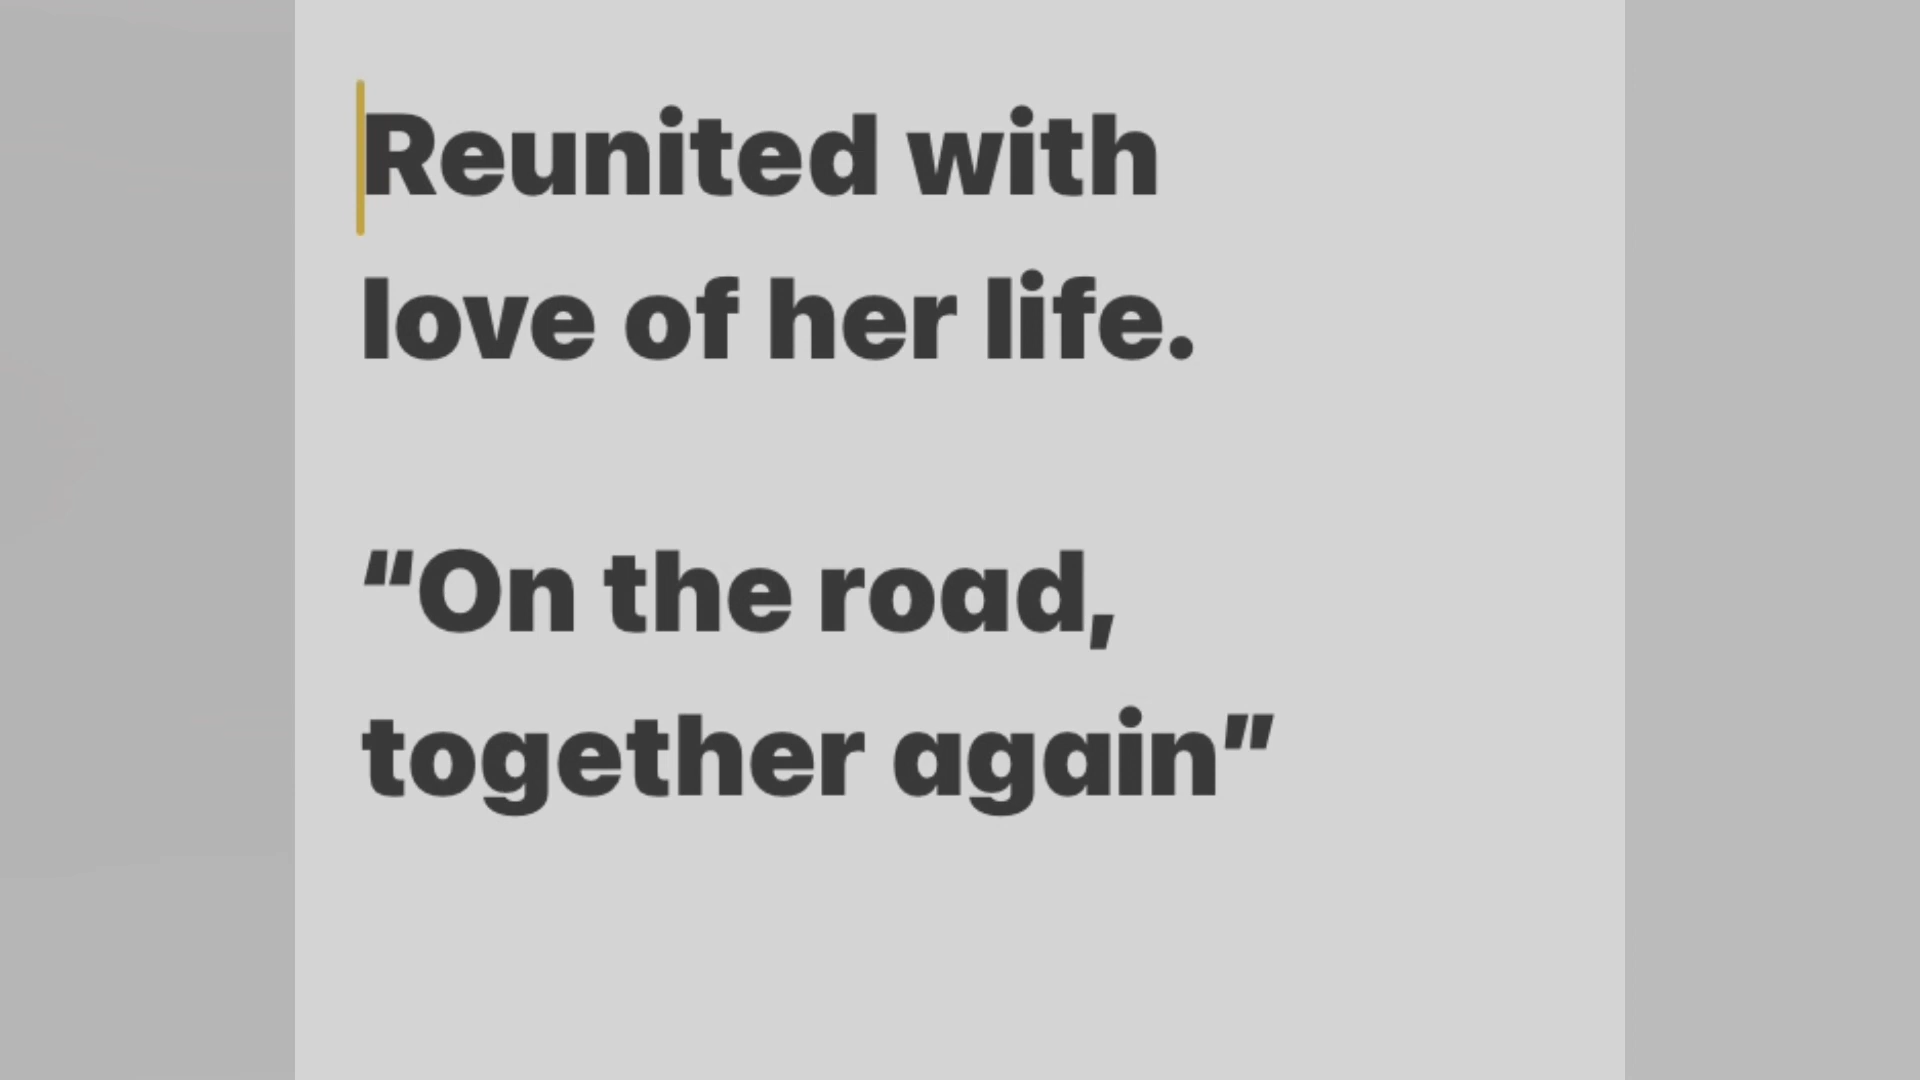 Reunited with
love of her life.
“On the road,
together again”